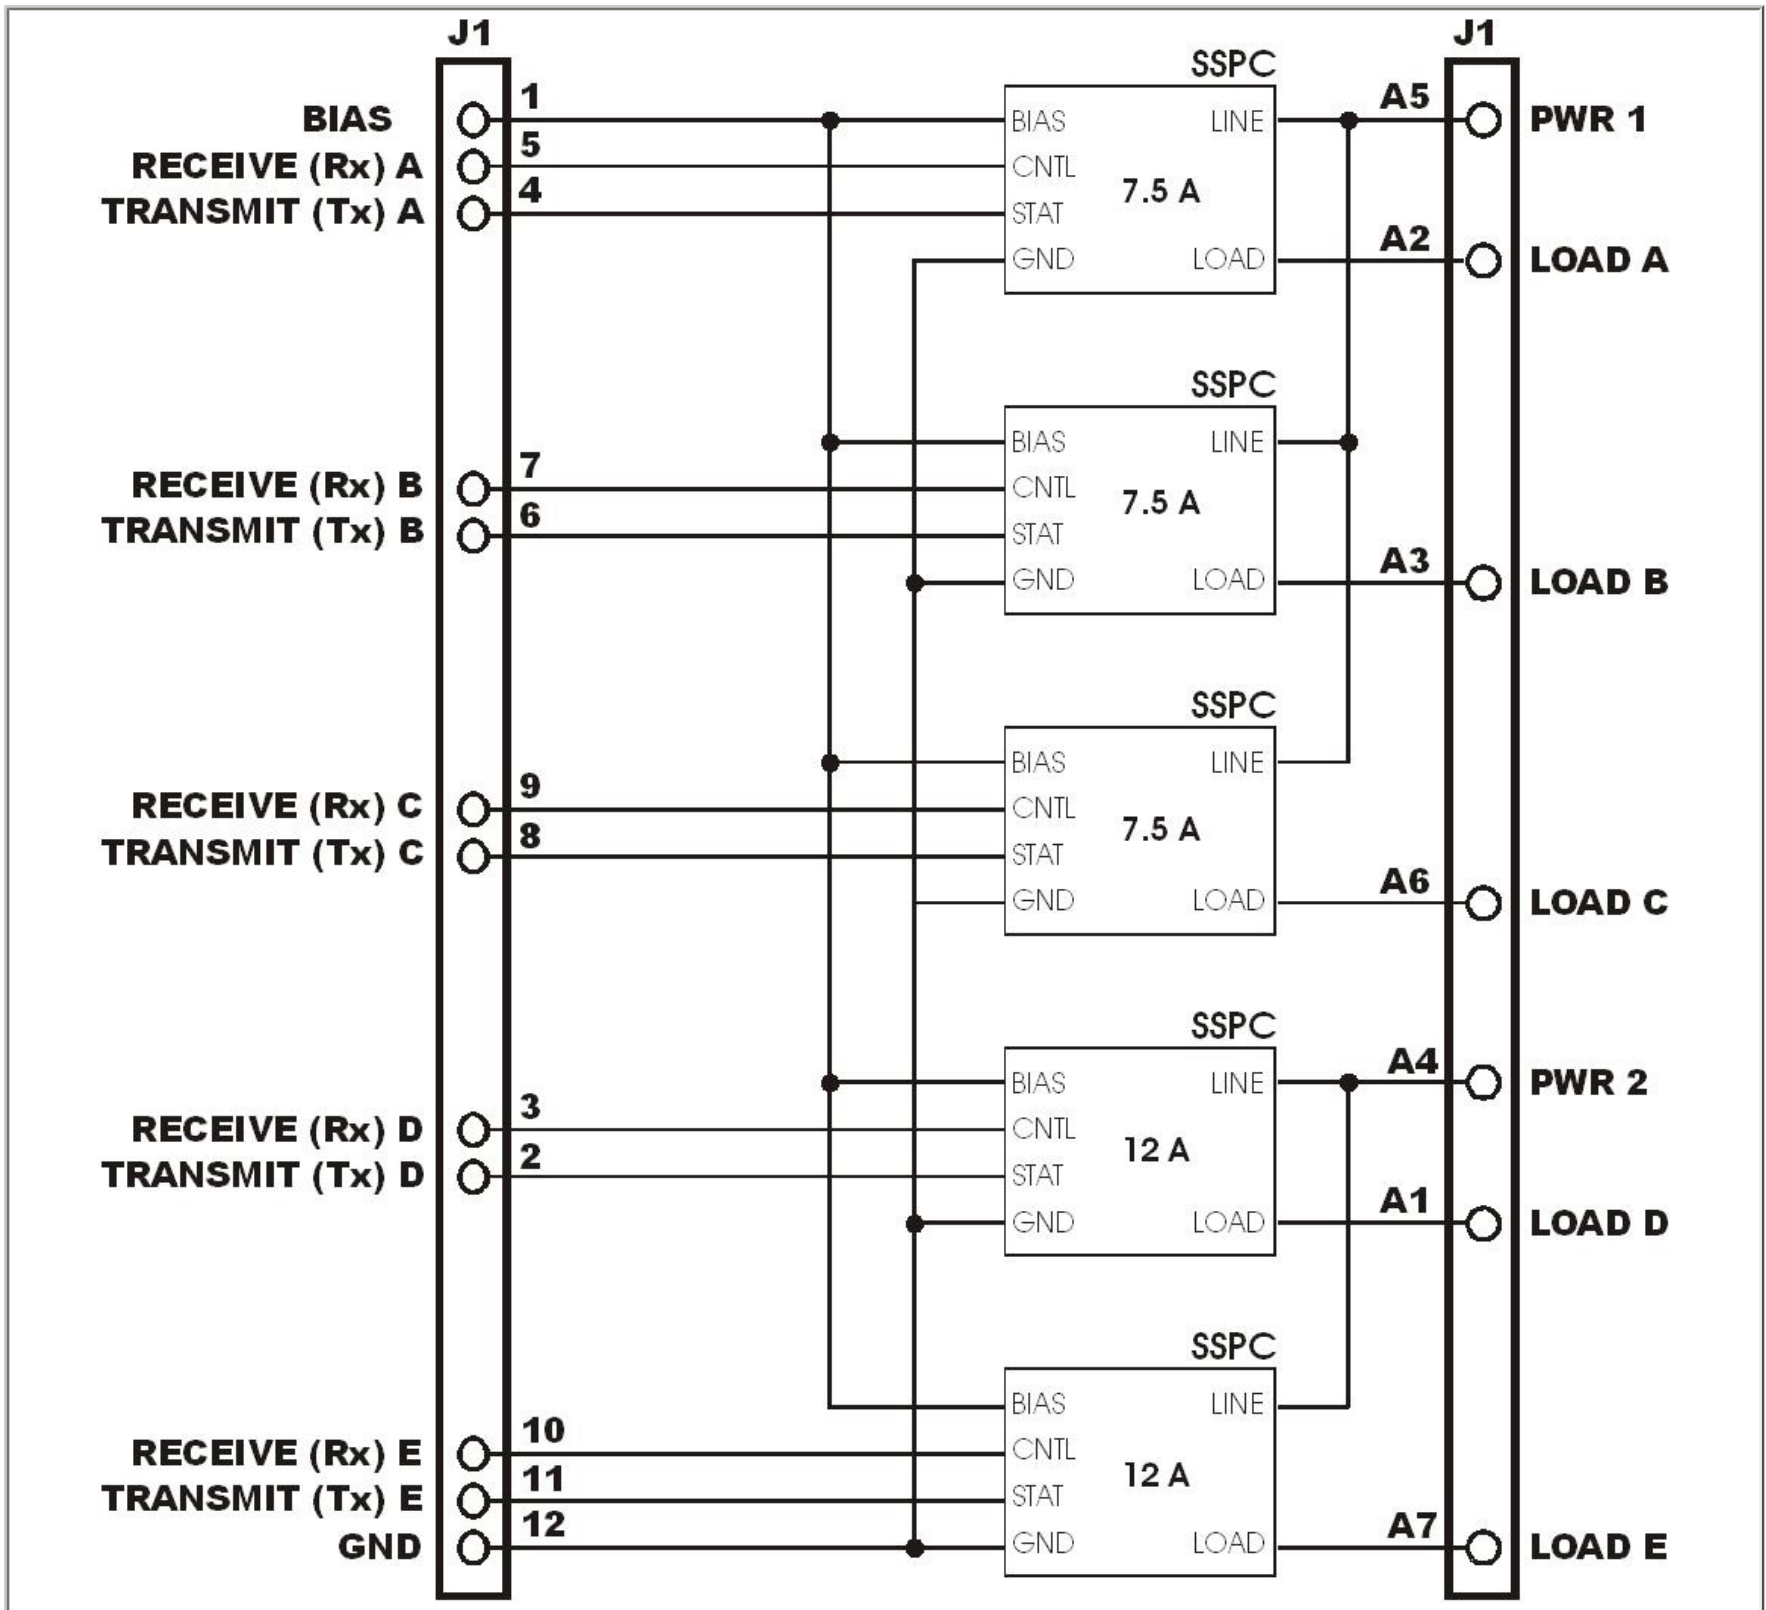 J1 J1
SSPC
BIAS 1 BIAS LINE A5 PWR 1
RECEIVE (Rx) A 5 CNTL
7.5 A
TRANSMIT (Tx) A 4 STAT
GND LOAD A2 LOAD A
SSPC
BIAS LINE
RECEIVE (Rx) B 7 CNTL
7.5 A
TRANSMIT (Tx) B 6 STAT
GND LOAD A3 LOAD B
SSPC
BIAS LINE
RECEIVE (Rx) C 9 CNTL
7.5 A
TRANSMIT (Tx) C 8 STAT
GND LOAD A6 LOAD C
SSPC
BIAS LINE A4 PWR 2
RECEIVE (Rx) D 3 CNTL
12 A
TRANSMIT (Tx) D 2 STAT
GND LOAD A1 LOAD D
SSPC
BIAS LINE
RECEIVE (Rx) E 10 CNTL
12 A
TRANSMIT (Tx) E 11 STAT
GND 12 GND LOAD A7 LOAD E